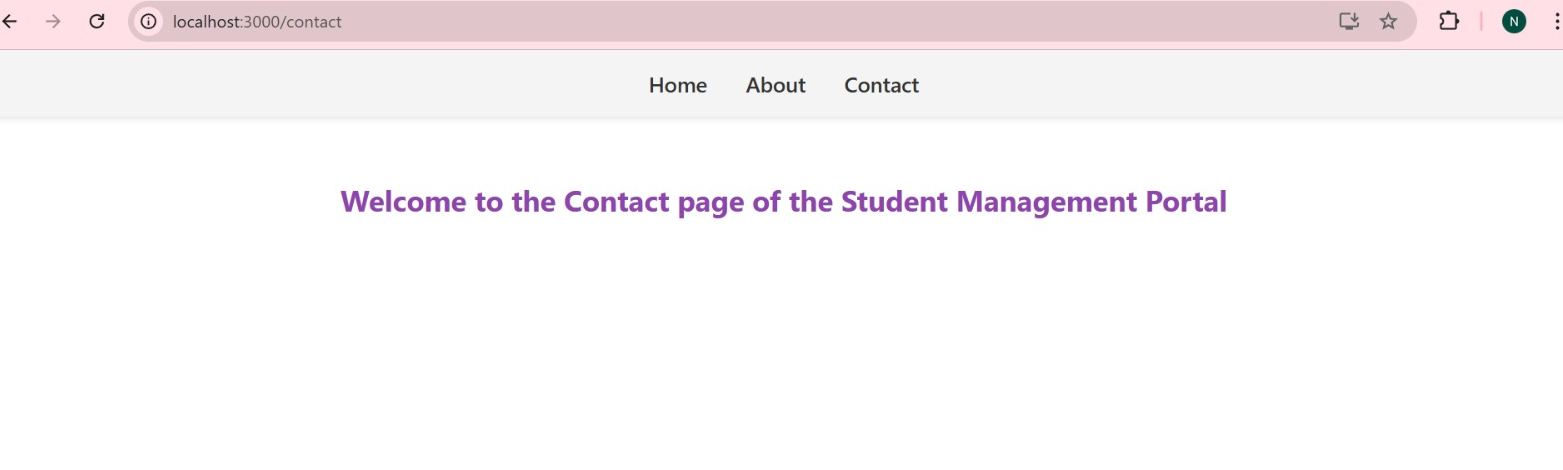 localhost:3000/contact
N
Home About Contact
Welcome to the Contact page of the Student Management Portal